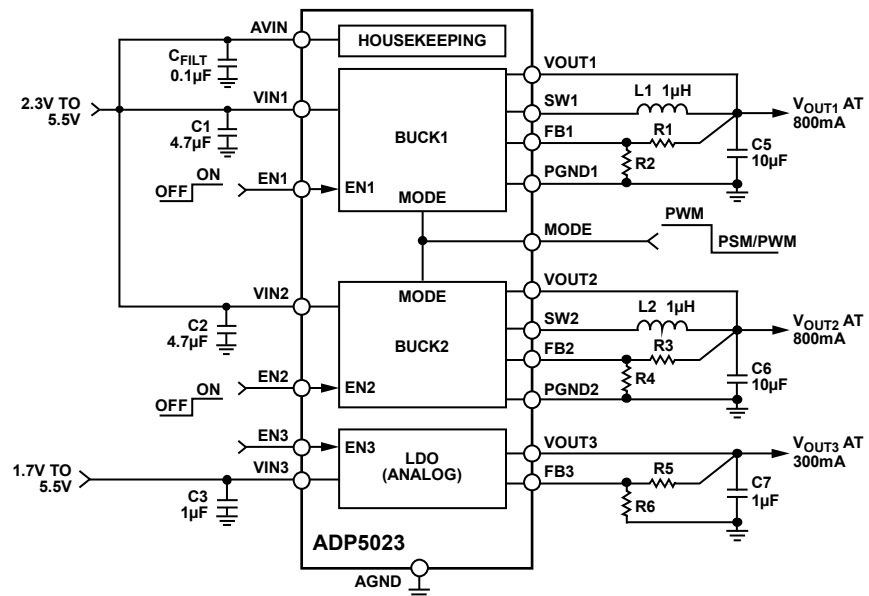 AVIN
HOUSEKEEPING
CFILT
0.1µF
VOUT1
L1 1µH
2.3V TO
5.5V
VIN1
SW1
VOUT1 AT
800mA
C1
4.7µF
BUCK1
FB1
R1
R2
C5
10µF
OFF
ON
EN1
EN1
PGND1
MODE
PWM
MODE
PSM/PWM
VOUT2
VIN2
MODE
L2 1µH
C2
4.7µF
SW2
VOUT2 AT
800mA
BUCK2
FB2
R3
R4
C6
10µF
OFF
ON
EN2
EN2
PGND2
EN3
EN3
VOUT3
LDO
(ANALOG)
VOUT3 AT
300mA
1.7V TO
5.5V
VIN3
FB3
R5
C3
1µF
R6
C7
1µF
ADP5023
AGND